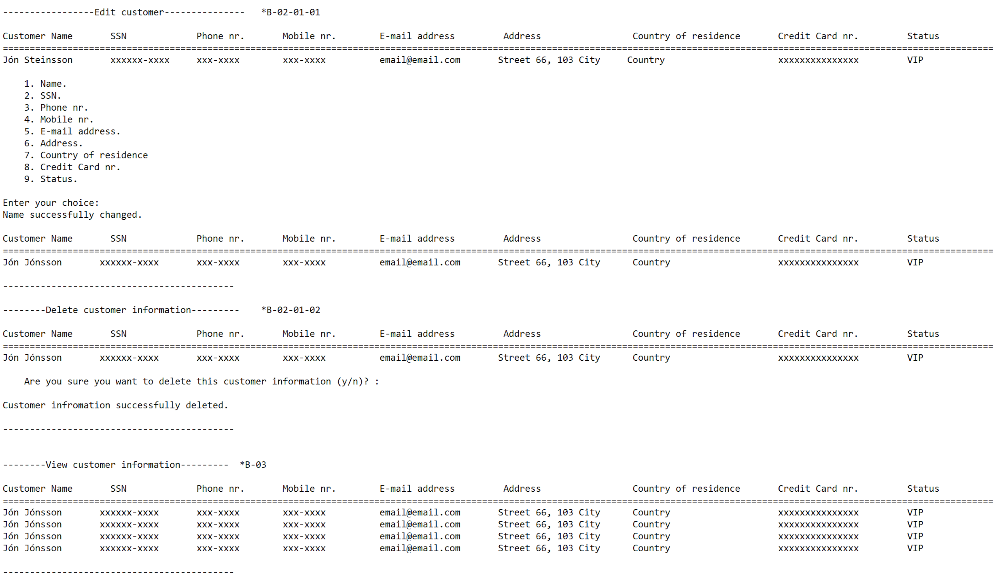 -----------------Edit customer---------------   *B-02-01-01
Customer Name       SSN             Phone nr.       Mobile nr.        E-mail address         Address                 Country of residence       Credit Card nr.         Status
========================================================================================================================================================================================
Jón Steinsson       xxxxxx-xxxx     xxx-xxxx        xxx-xxxx          email@email.com       Street 66, 103 City     Country                     xxxxxxxxxxxxxxx         VIP
    1. Name.
    2. SSN.
    3. Phone nr.
    4. Mobile nr.
    5. E-mail address.
    6. Address.
    7. Country of residence
    8. Credit Card nr.
    9. Status.
Enter your choice:
Name successfully changed.
Customer Name       SSN             Phone nr.       Mobile nr.        E-mail address         Address                 Country of residence       Credit Card nr.         Status
========================================================================================================================================================================================
Jón Jónsson       xxxxxx-xxxx       xxx-xxxx        xxx-xxxx          email@email.com       Street 66, 103 City      Country                    xxxxxxxxxxxxxxx         VIP
-------------------------------------------
--------Delete customer information---------    *B-02-01-02
Customer Name       SSN             Phone nr.       Mobile nr.        E-mail address         Address                 Country of residence       Credit Card nr.         Status
========================================================================================================================================================================================
Jón Jónsson       xxxxxx-xxxx       xxx-xxxx        xxx-xxxx          email@email.com       Street 66, 103 City      Country                    xxxxxxxxxxxxxxx         VIP
    Are you sure you want to delete this customer information (y/n)? :
Customer infromation successfully deleted.
-------------------------------------------
--------View customer information---------  *B-03
Customer Name       SSN             Phone nr.       Mobile nr.        E-mail address         Address                 Country of residence       Credit Card nr.         Status
========================================================================================================================================================================================
Jón Jónsson       xxxxxx-xxxx       xxx-xxxx        xxx-xxxx          email@email.com       Street 66, 103 City      Country                    xxxxxxxxxxxxxxx         VIP
Jón Jónsson       xxxxxx-xxxx       xxx-xxxx        xxx-xxxx          email@email.com       Street 66, 103 City      Country                    xxxxxxxxxxxxxxx         VIP
Jón Jónsson       xxxxxx-xxxx       xxx-xxxx        xxx-xxxx          email@email.com       Street 66, 103 City      Country                    xxxxxxxxxxxxxxx         VIP
Jón Jónsson       xxxxxx-xxxx       xxx-xxxx        xxx-xxxx          email@email.com       Street 66, 103 City      Country                    xxxxxxxxxxxxxxx         VIP
-------------------------------------------